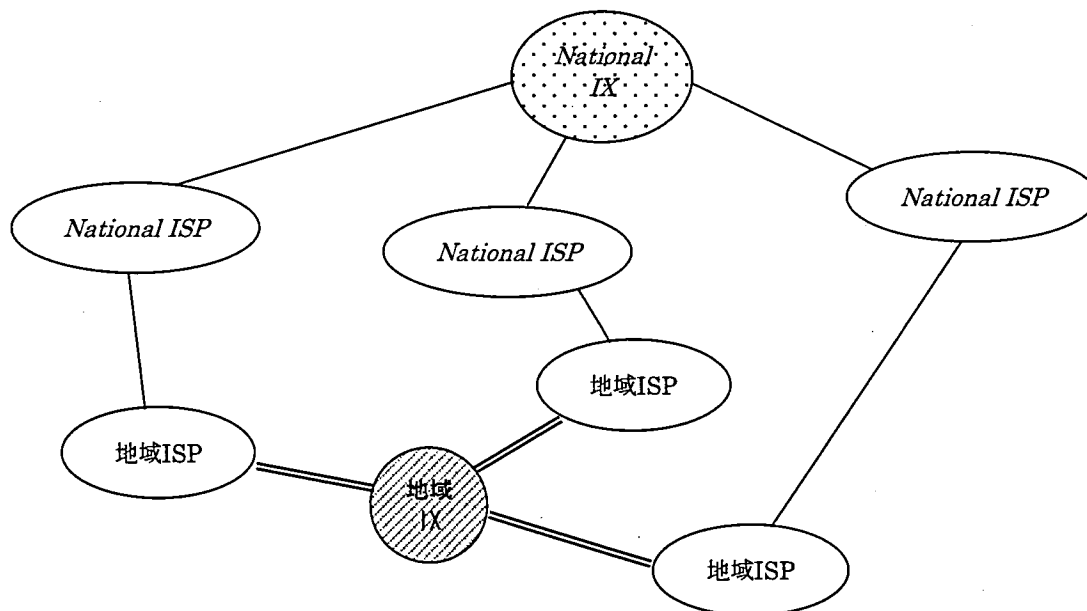 National
IX
National ISP
National ISP
National ISP
地域ISP
地域ISP
地域
IX
地域ISP